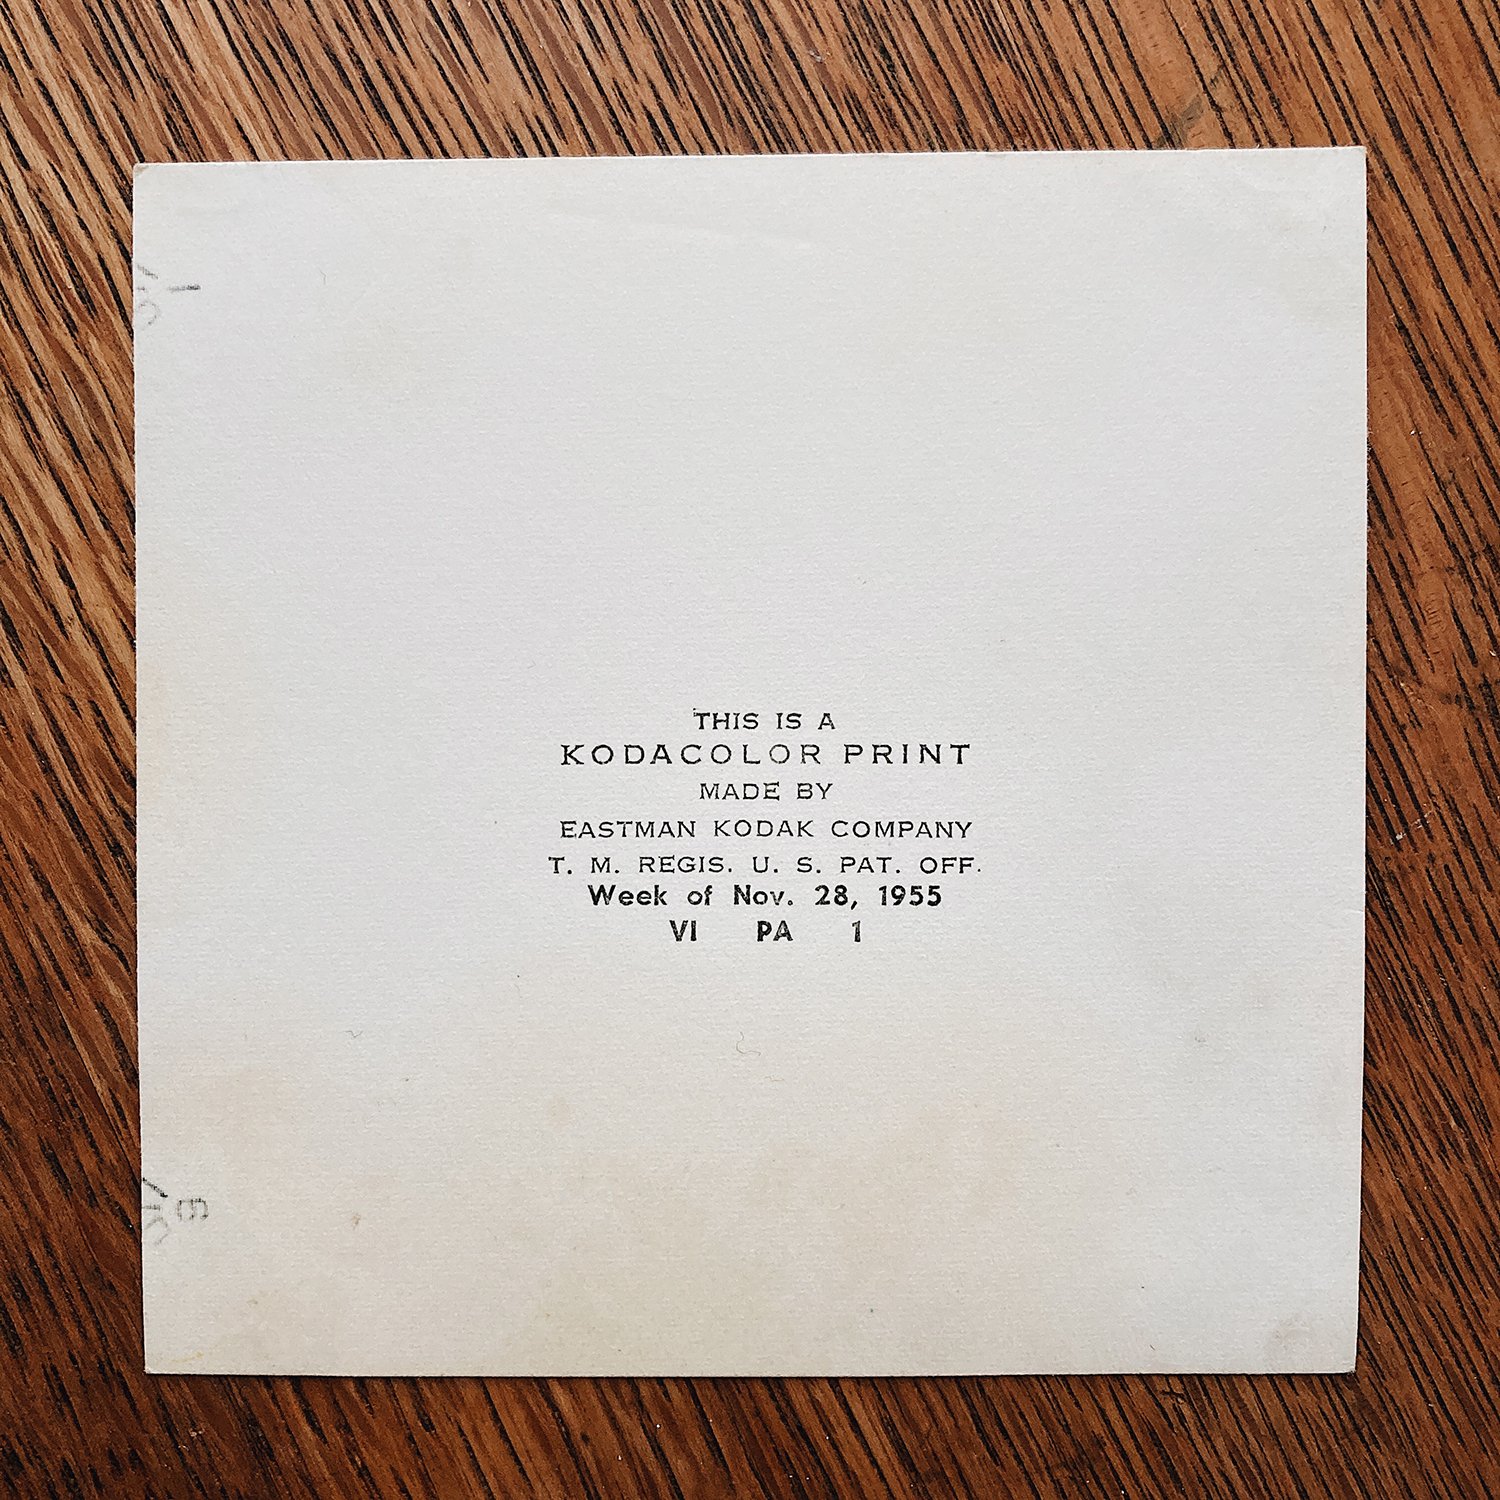 THIS IS A
KODACOLOR PRINT
MADE BY
EASTMAN KODAK COMPANY
T. M. REGIS. U. S. PAT. OFF.
Week of Nov. 28, 1955
VI PA 1